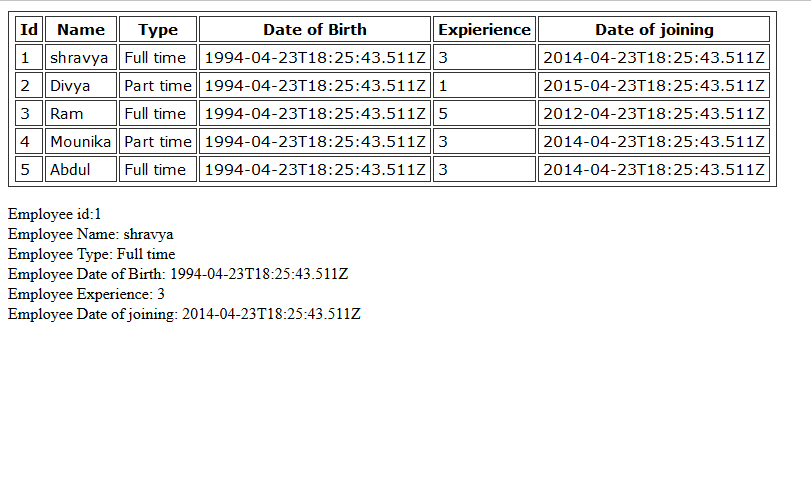 Id Name Type Date of Birth Expierience Date of joining
1 shravya Full time 1994-04-23T18:25:43.511Z 3 2014-04-23T18:25:43.511Z
2 Divya Part time 1994-04-23T18:25:43.511Z 1 2015-04-23T18:25:43.511Z
3 Ram Full time 1994-04-23T18:25:43.511Z 5 2012-04-23T18:25:43.511Z
4 Mounika Part time 1994-04-23T18:25:43.511Z 3 2014-04-23T18:25:43.511Z
5 Abdul Full time 1994-04-23T18:25:43.511Z 3 2014-04-23T18:25:43.511Z
Employee id:1
Employee Name: shravya
Employee Type: Full time
Employee Date of Birth: 1994-04-23T18:25:43.511Z
Employee Experience: 3
Employee Date of joining: 2014-04-23T18:25:43.511Z